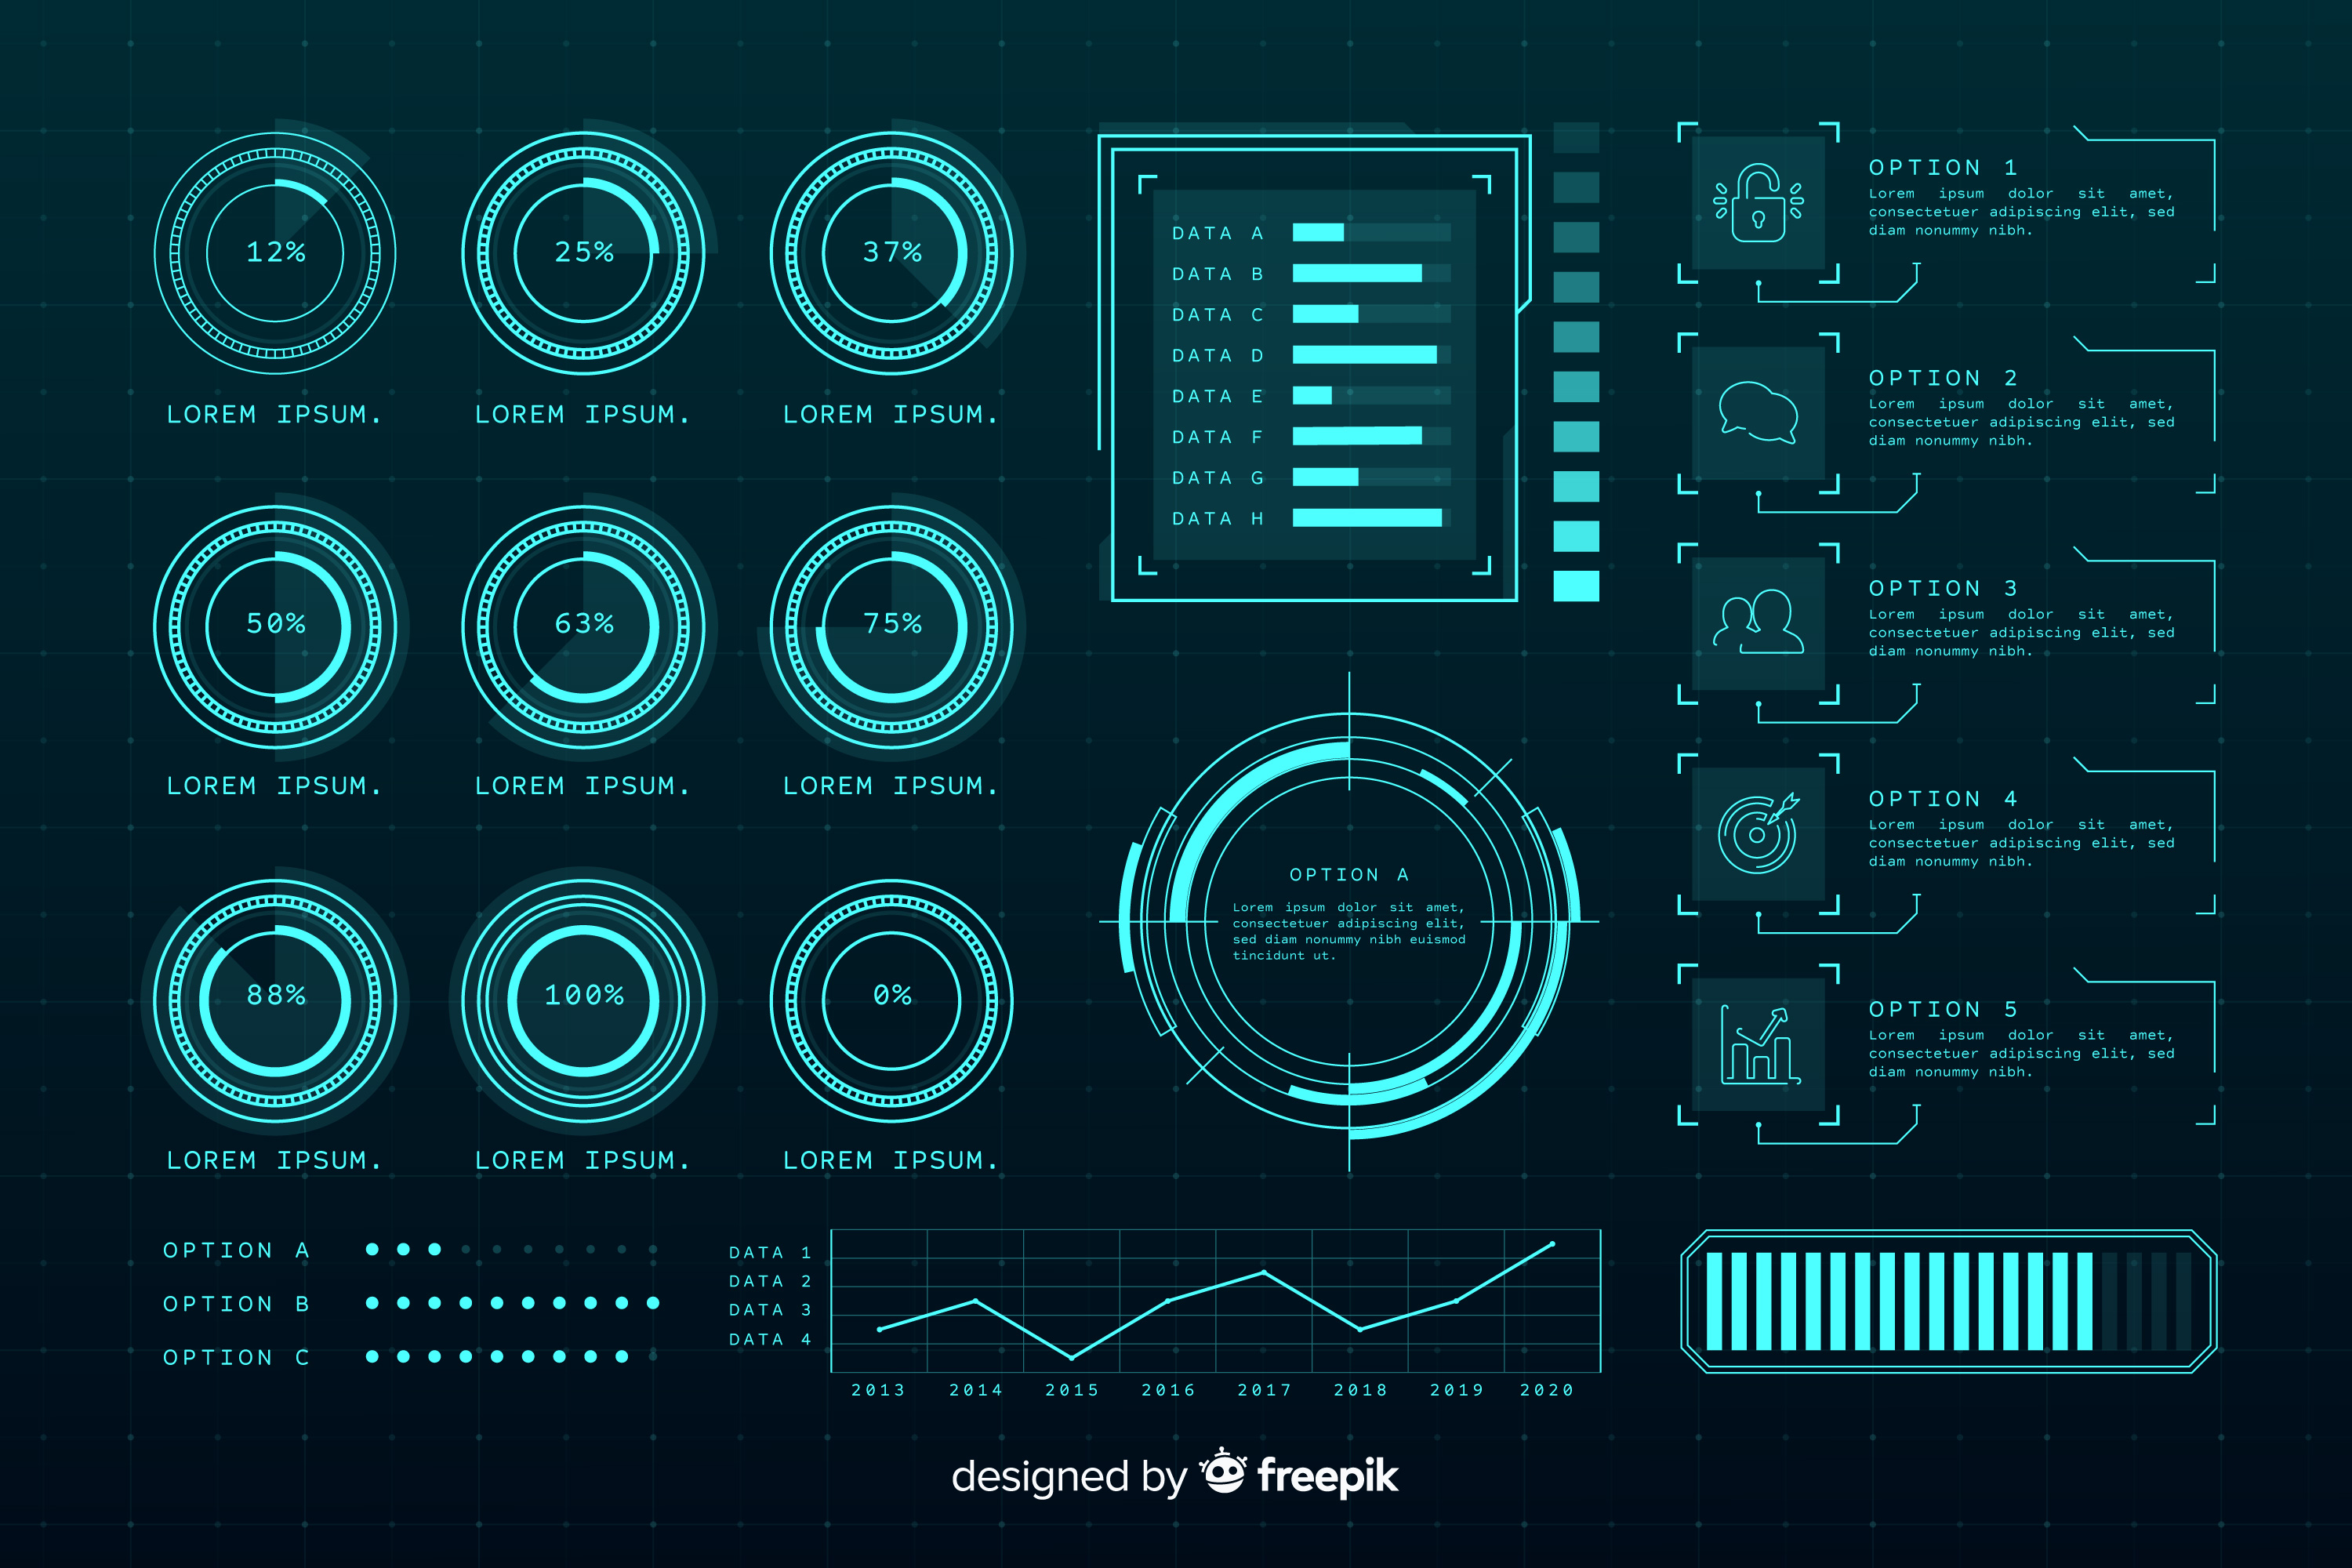 12%
25%
37%
LOREM IPSUM.
LOREM IPSUM.
LOREM IPSUM.
50%
63%
75%
LOREM IPSUM.
LOREM IPSUM.
LOREM IPSUM.
88%
100%
0%
LOREM IPSUM.
LOREM IPSUM.
LOREM IPSUM.
DATA A
DATA B
DATA C
DATA D
DATA E
DATA F
DATA G
DATA H
OPTION A
Lorem ipsum dolor sit amet,
consectetuer adipiscing elit,
sed diam nonummy nibh euismod
tincidunt ut.
OPTION 1
Lorem ipsum dolor sit amet,
consectetuer adipiscing elit, sed
diam nonummy nibh.
OPTION 2
Lorem ipsum dolor sit amet,
consectetuer adipiscing elit, sed
diam nonummy nibh.
OPTION 3
Lorem ipsum dolor sit amet,
consectetuer adipiscing elit, sed
diam nonummy nibh.
OPTION 4
Lorem ipsum dolor sit amet,
consectetuer adipiscing elit, sed
diam nonummy nibh.
OPTION 5
Lorem ipsum dolor sit amet,
consectetuer adipiscing elit, sed
diam nonummy nibh.
OPTION A
OPTION B
OPTION C
DATA 1
DATA 2
DATA 3
DATA 4
2013 2014 2015 2016 2017 2018 2019 2020
designed by freepik